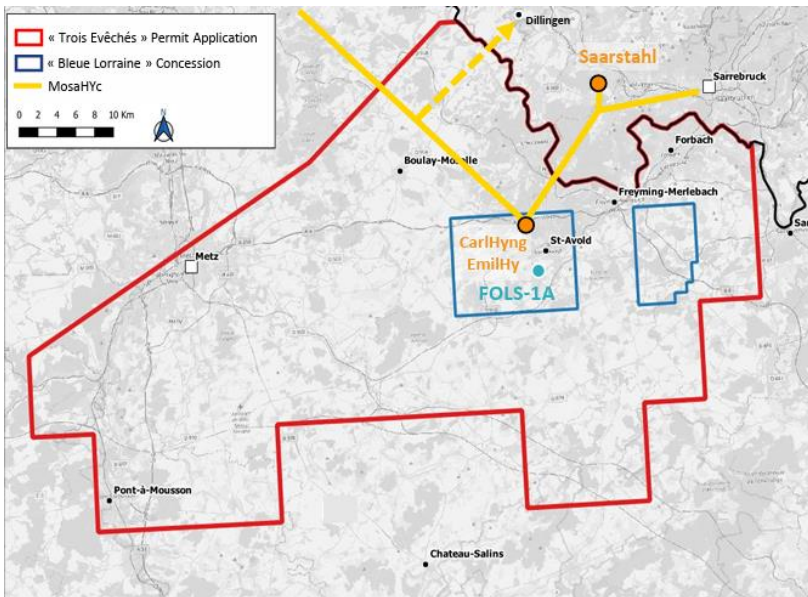 « Trois Evêchés » Permit Application
« Bleue Lorraine » Concession
MosaHYc
0 2 4 6 8 10 Km
N
Dillingen
Saarstahl
Sarrebruck
Forbach
Boulay-Moselle
Freyming-Merlebach
CarlHyng
EmilHy
St-Avold
FOLS-1A
Metz
Pont-à-Mousson
Chateau-Salins